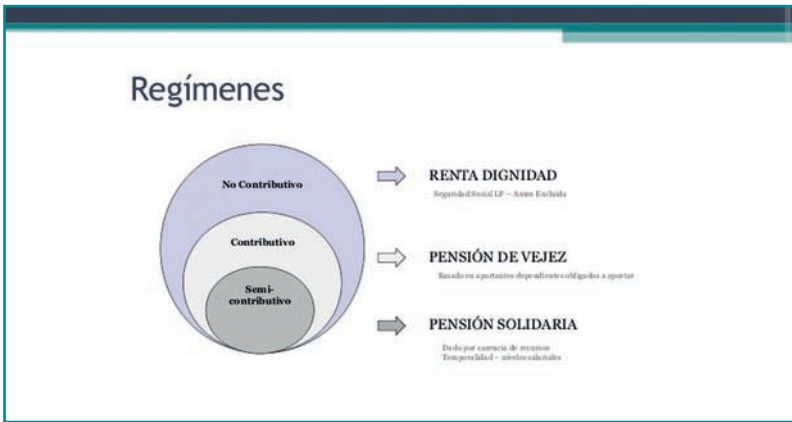 Regímenes
No Contributivo
RENTA DIGNIDAD
Seguridad Social LP – Antes Excluida
Contributivo
PENSIÓN DE VEJEZ
Basado en aportantes dependientes obligados a aportar
Semi-
contributivo
PENSIÓN SOLIDARIA
Dado por carencia de recursos
Temporalidad – niveles salariales